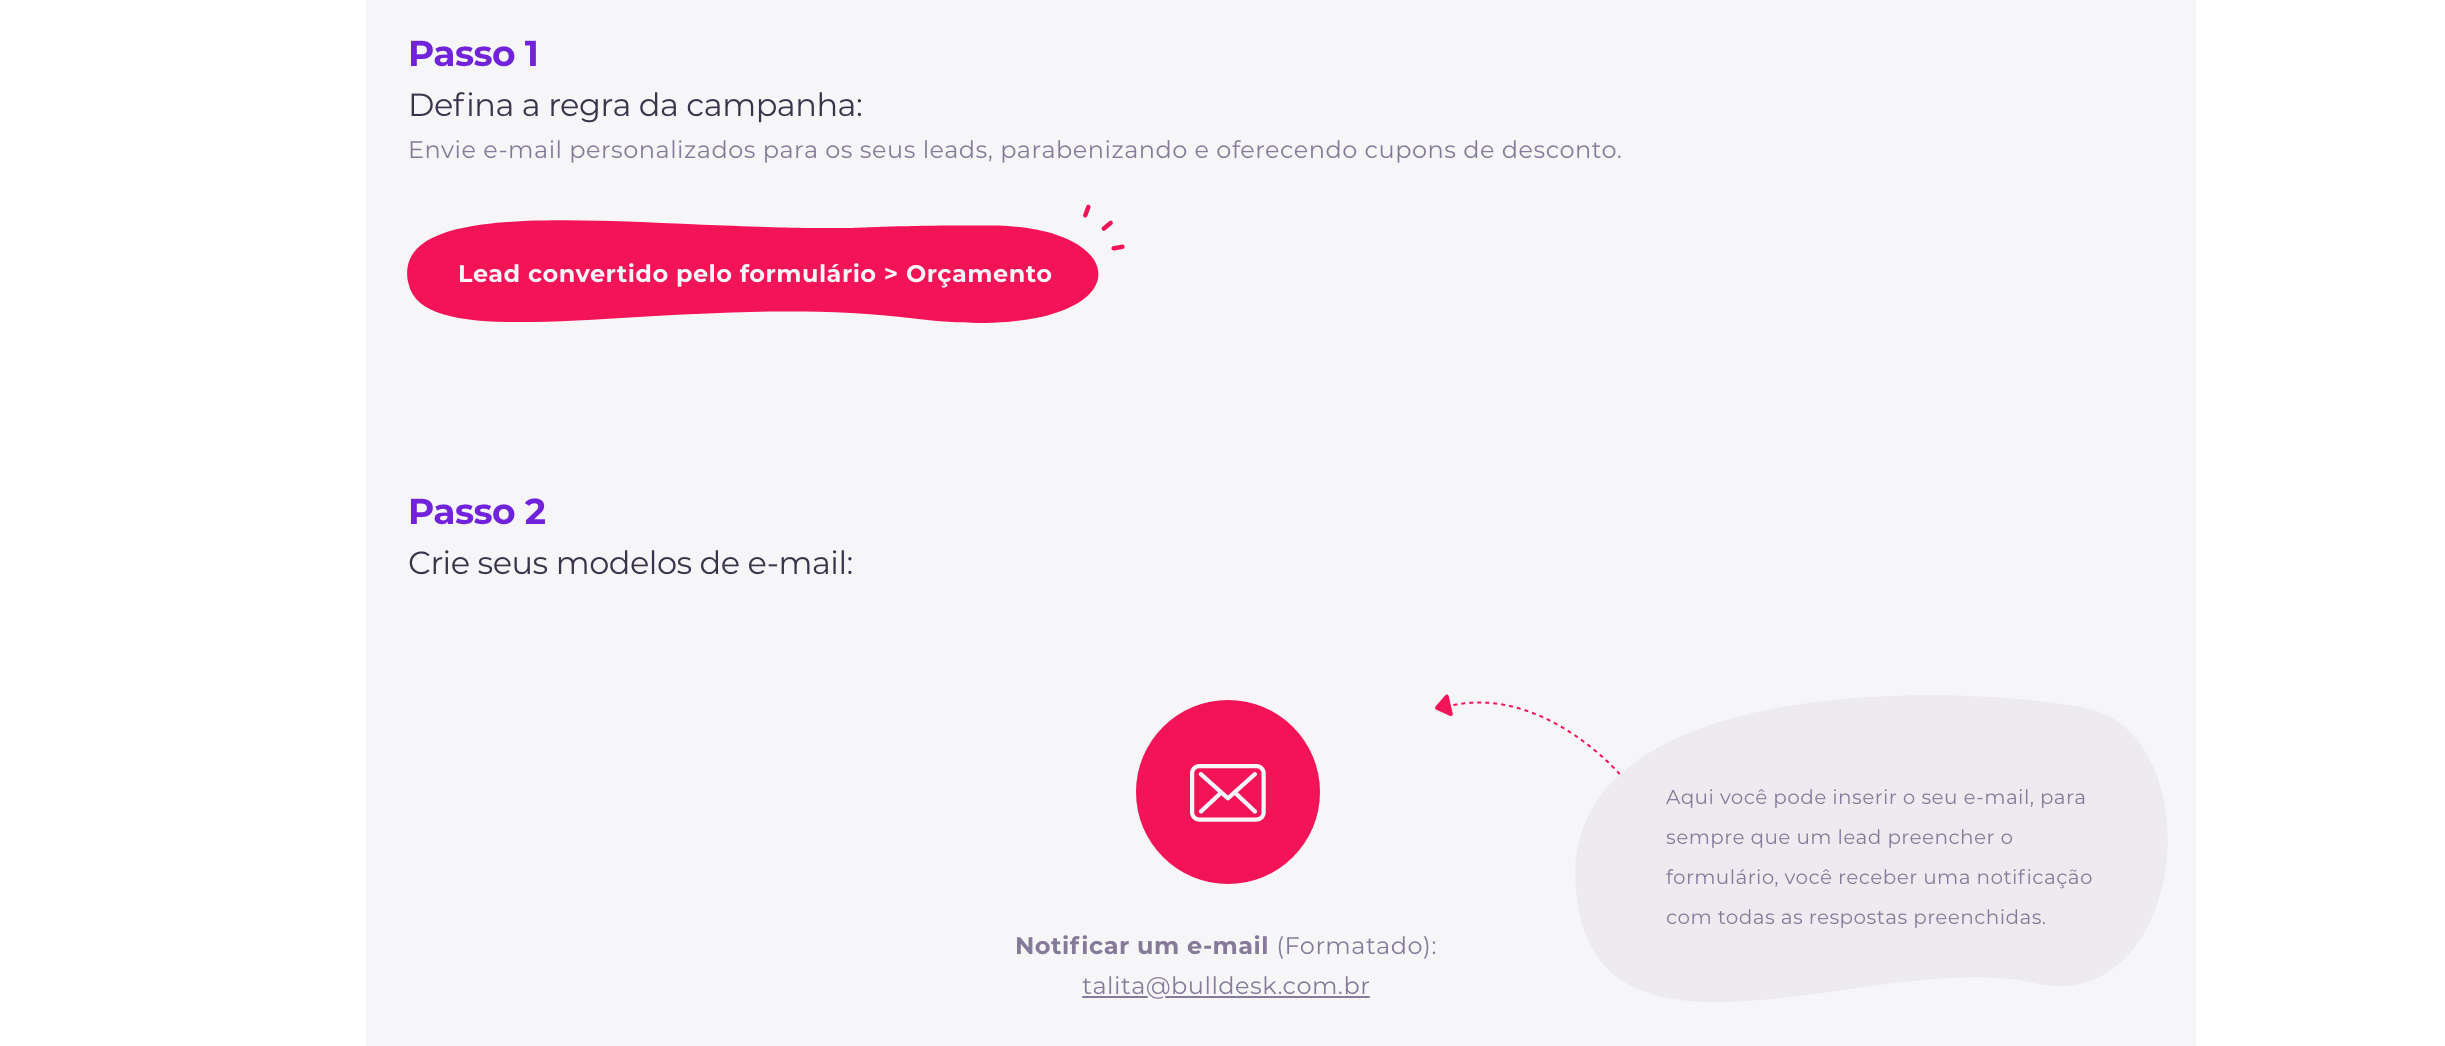 Passo 1
Defina a regra da campanha:
Envie e-mail personalizados para os seus leads, parabenizando e oferecendo cupons de desconto.
Lead convertido pelo formulário > Orçamento
Passo 2
Crie seus modelos de e-mail:
Notificar um e-mail (Formatado):
talita@bulldesk.com.br
Aqui você pode inserir o seu e-mail, para
sempre que um lead preencher o
formulário, você receber uma notificação
com todas as respostas preenchidas.